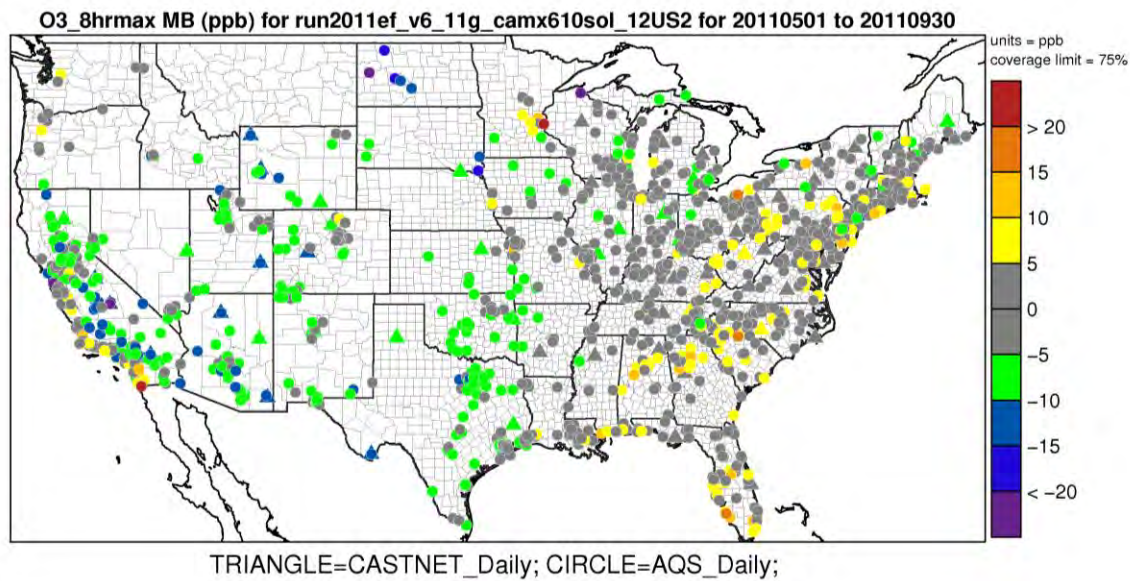 O3_8hrmax MB (ppb) for run2011ef_v6_11g_camx610sol_12US2 for 20110501 to 20110930
units = ppb
coverage limit = 75%
> 20
15
10
5
0
−5
−10
−15
< −20
TRIANGLE=CASTNET_Daily; CIRCLE=AQS_Daily;